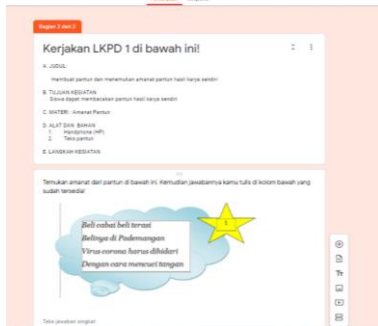 Bagian 2 dari 2
Kerjakan LKPD 1 di bawah ini!
A. JUDUL:
membuat pantun dan menemukan amanat pantun hasil karya sendiri
B. TUJUAN KEGIATAN
Siswa dapat membacakan pantun hasil karya sendiri
C. MATERI : Amanat Pantun
D. ALAT DAN BAHAN
1. Handphone (HP)
2. Teks pantun
E. LANGKAH KEGIATAN
Temukan amanat dari pantun di bawah ini. Kemudian jawabannya kamu tulis di kolom bawah yang
sudah tersedia!
1
Beli cabai beli terasi
Belinya di Pademangan
Virus corona harus dihindari
Dengan cara mencuci tangan
Teks jawaban singkat
Tr